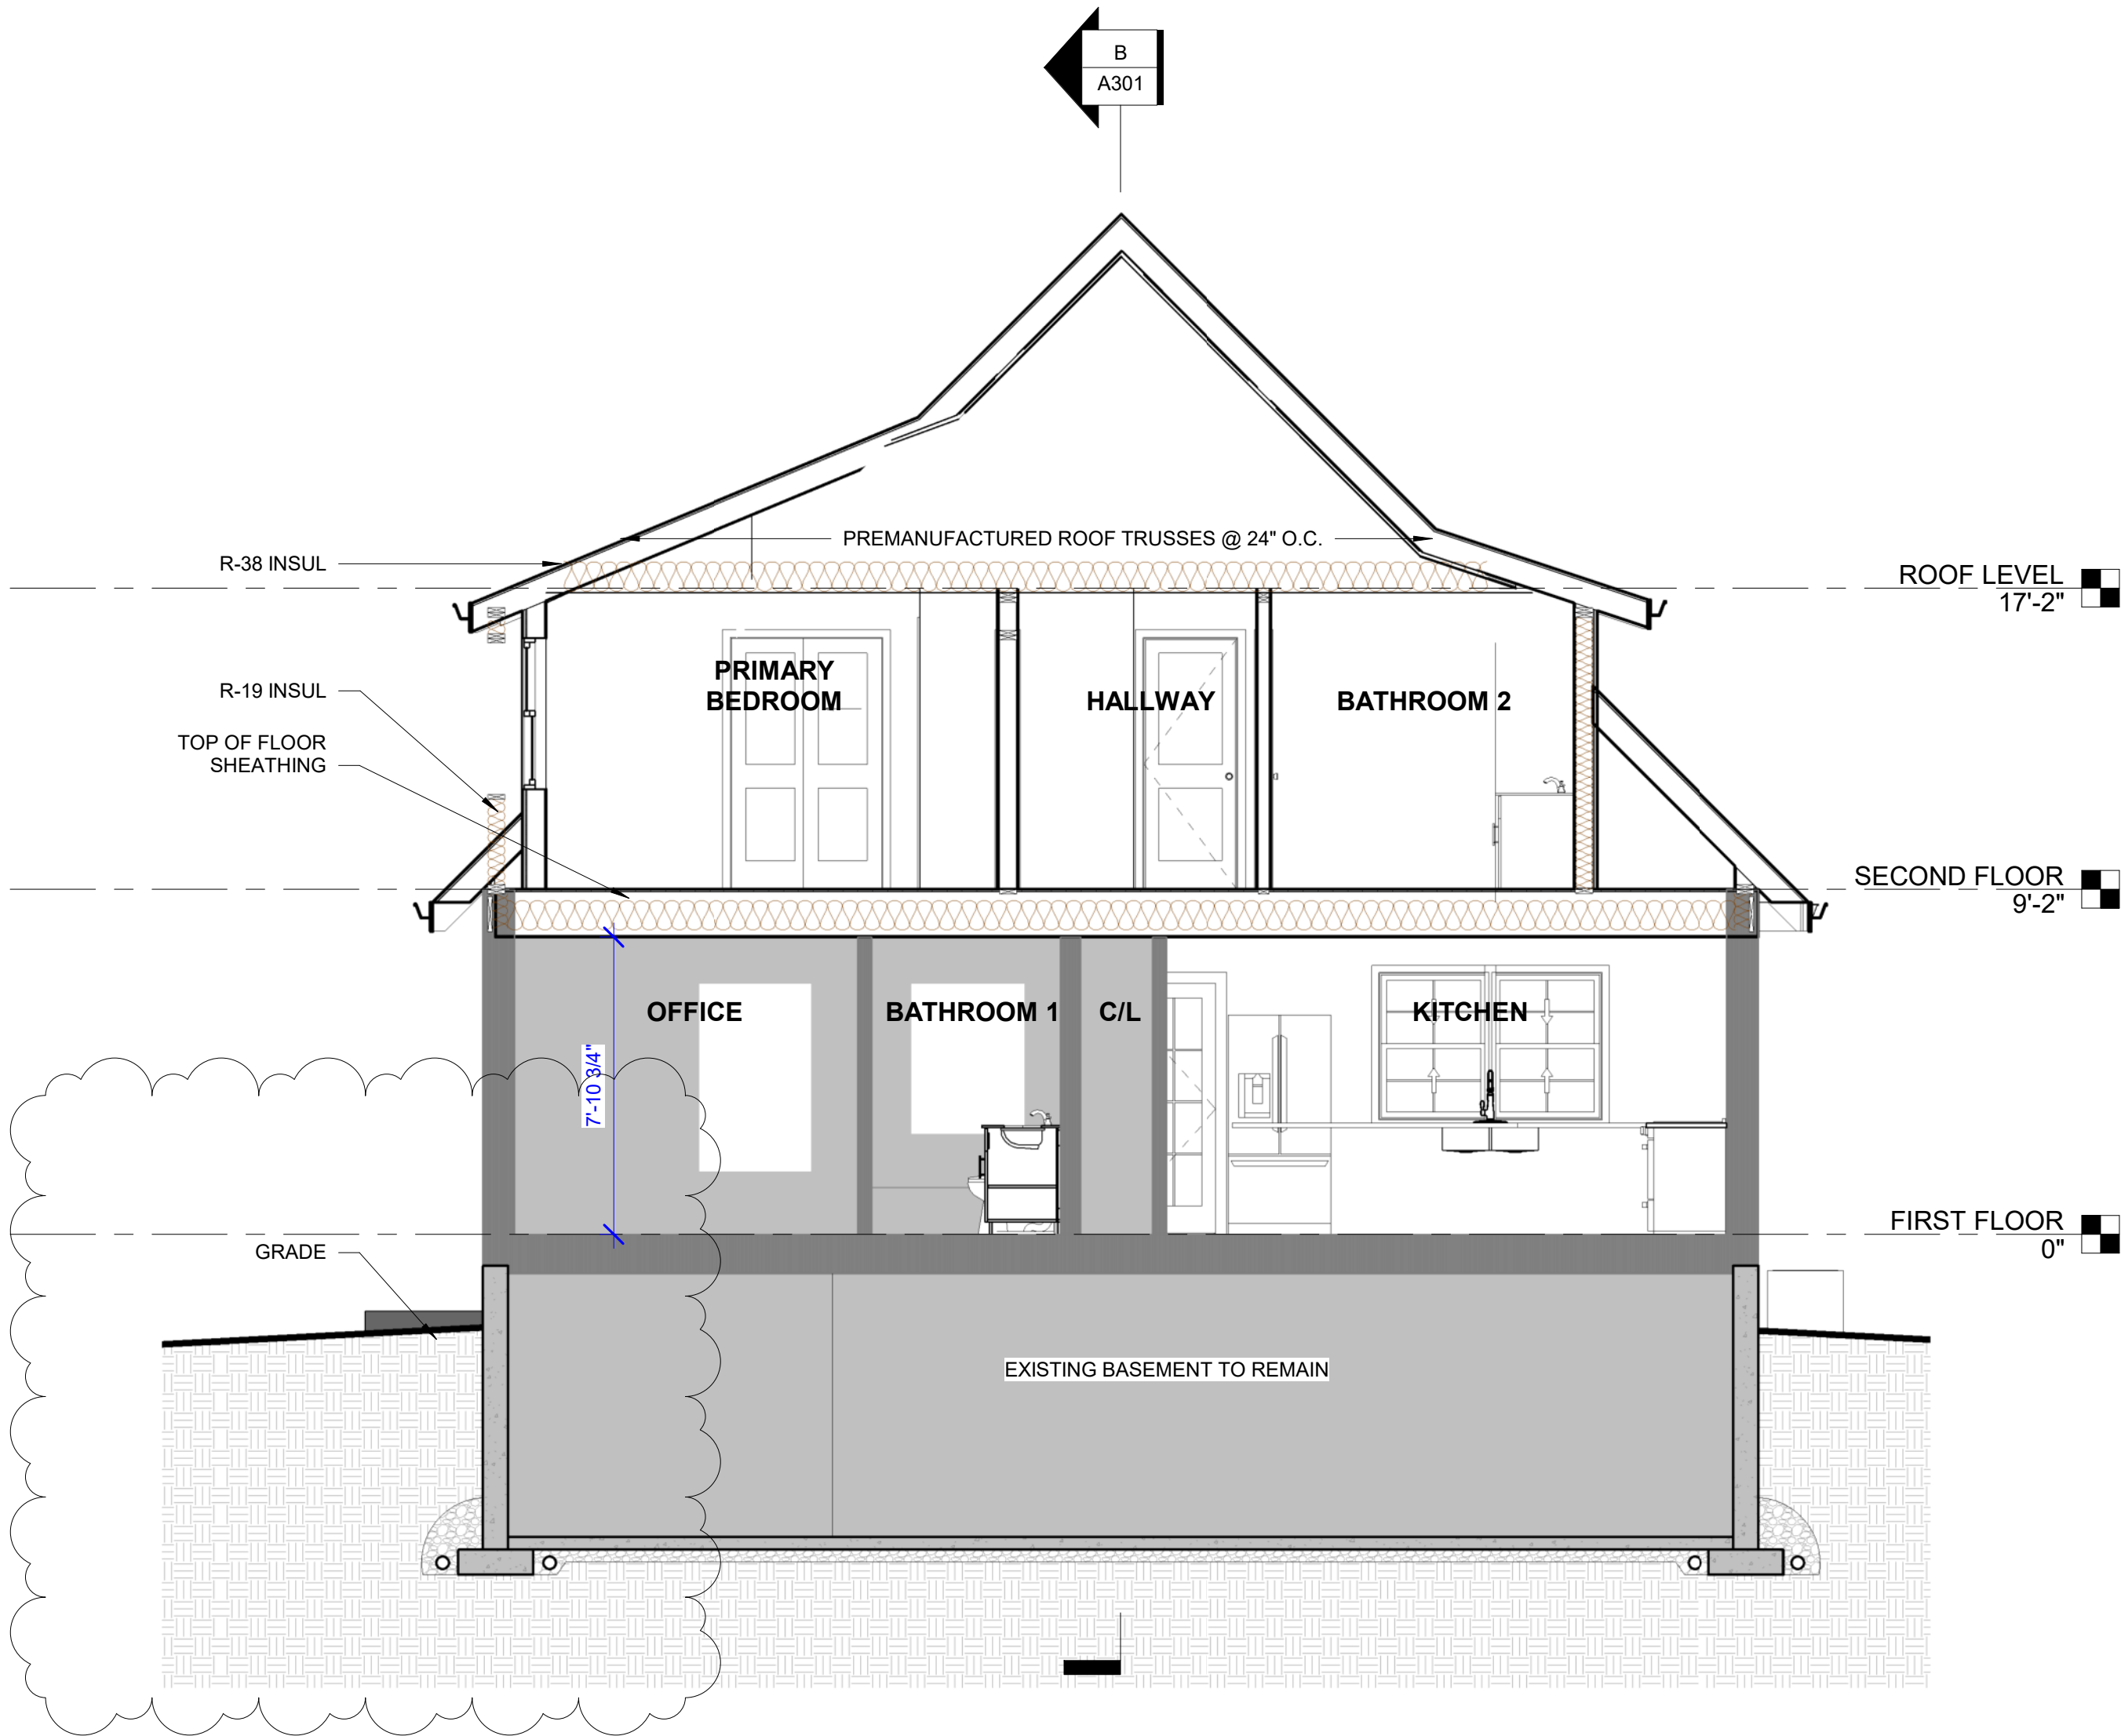 B
A301
PREMANUFACTURED ROOF TRUSSES @ 24" O.C.
R-38 INSUL
ROOF LEVEL
17'-2"
R-19 INSUL
PRIMARY
BEDROOM
HALLWAY
BATHROOM 2
TOP OF FLOOR
SHEATHING
SECOND FLOOR
9'-2"
OFFICE
BATHROOM 1
C/L
KITCHEN
7'-10 3/4"
FIRST FLOOR
0"
GRADE
EXISTING BASEMENT TO REMAIN